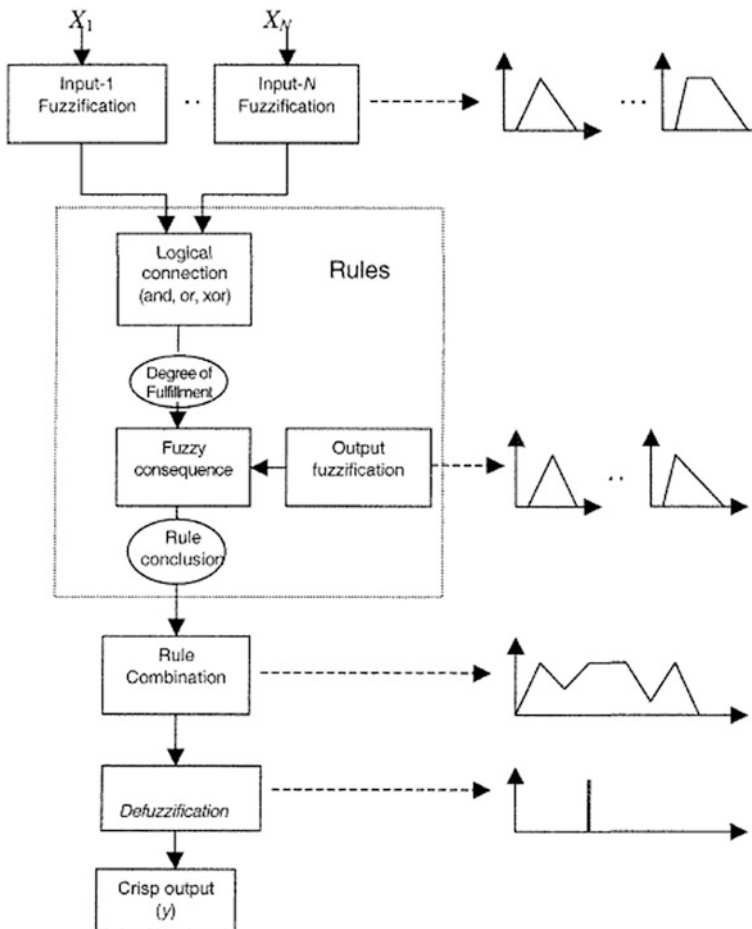 X1
XN
Input-1
Fuzzification
..
Input-N
Fuzzification
...
Logical
connection
(and, or, xor)
Rules
Degree of
Fulfillment
Fuzzy
consequence
Output
fuzzification
..
Rule
conclusion
Rule
Combination
Defuzzification
Crisp output
(y)